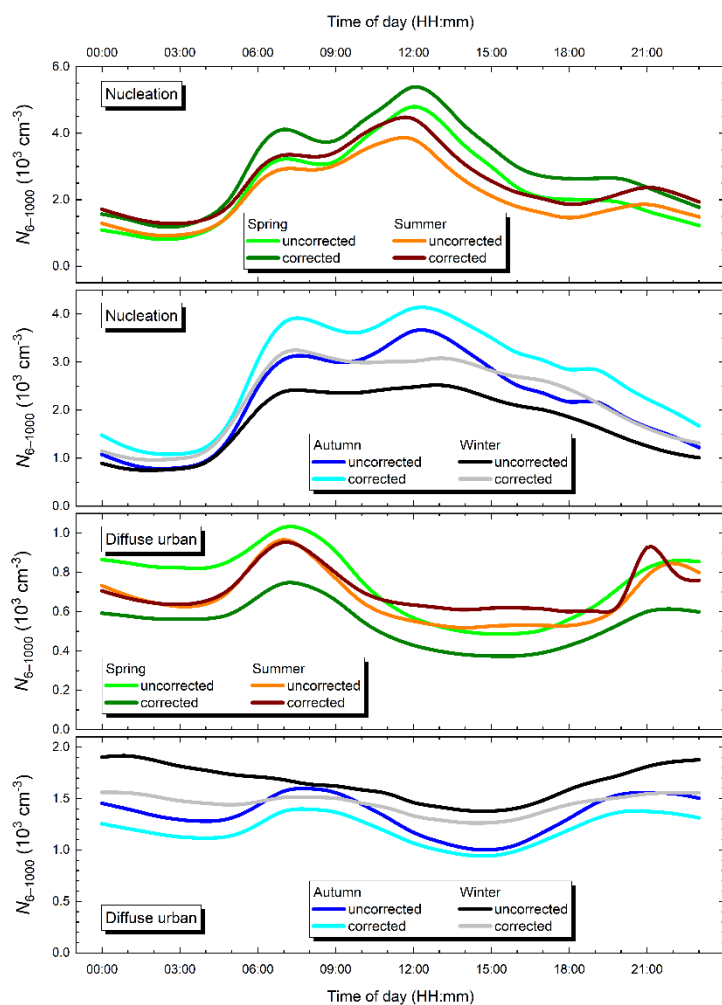 Time of day (HH:mm)
00:00 03:00 06:00 09:00 12:00 15:00 18:00 21:00
6.0
Nucleation
4.0
N6–1000 (10³ cm⁻³)
2.0
Spring Summer
uncorrected uncorrected
corrected corrected
0.0
Nucleation
4.0
3.0
N6–1000 (10³ cm⁻³)
2.0
Autumn Winter
uncorrected uncorrected
corrected corrected
1.0
0.0
Diffuse urban
1.0
0.8
N6–1000 (10³ cm⁻³)
0.6
0.4
Spring Summer
uncorrected uncorrected
corrected corrected
0.2
0.0
2.0
1.5
N6–1000 (10³ cm⁻³)
1.0
0.5
Autumn Winter
uncorrected uncorrected
corrected corrected
Diffuse urban
0.0
00:00 03:00 06:00 09:00 12:00 15:00 18:00 21:00
Time of day (HH:mm)